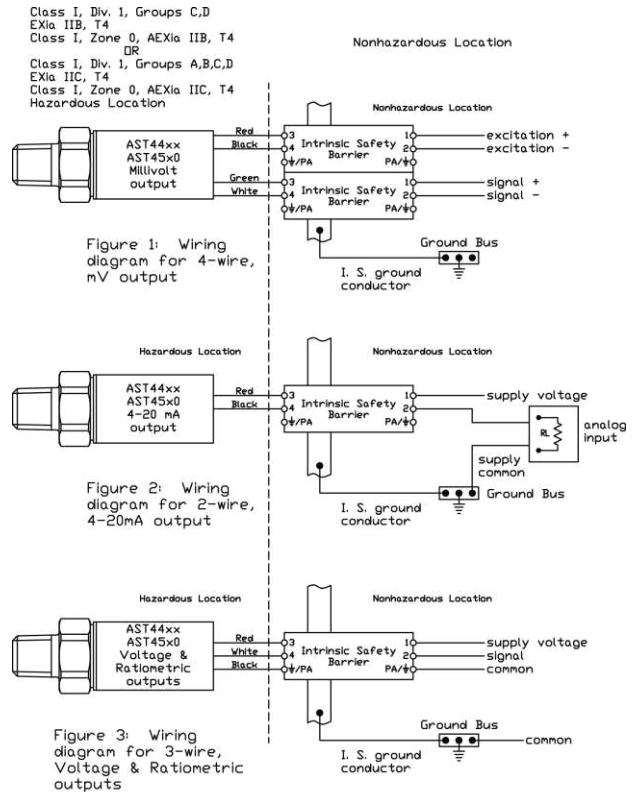 Class I, Div. 1, Groups C,D
EXia IIB, T4
Class I, Zone 0, AEXia IIB, T4
OR
Class I, Div. 1, Groups A,B,C,D
EXia IIC, T4
Class I, Zone 0, AEXia IIC, T4
Hazardous Location
Nonhazardous Location
Nonhazardous Location
AST44xx
AST45x0
Millivolt
output
Red
Black
Green
White
3
4
⏚/PA
Intrinsic Safety
Barrier
1
2
PA/⏚
excitation +
excitation -
3
4
⏚/PA
Intrinsic Safety
Barrier
1
2
PA/⏚
signal +
signal -
Figure 1: Wiring
diagram for 4-wire,
mV output
I. S. ground
conductor
Ground Bus
Hazardous Location
Nonhazardous Location
AST44xx
AST45x0
4-20 mA
output
Red
Black
3
4
⏚/PA
Intrinsic Safety
Barrier
1
2
PA/⏚
supply voltage
RL
analog
input
supply
common
Ground Bus
Figure 2: Wiring
diagram for 2-wire,
4-20mA output
I. S. ground
conductor
Hazardous Location
Nonhazardous Location
AST44xx
AST45x0
Voltage &
Ratiometric
outputs
Red
White
Black
3
4
⏚/PA
Intrinsic Safety
Barrier
1
2
PA/⏚
supply voltage
signal
common
Figure 3: Wiring
diagram for 3-wire,
Voltage & Ratiometric
outputs
I. S. ground
conductor
Ground Bus
common